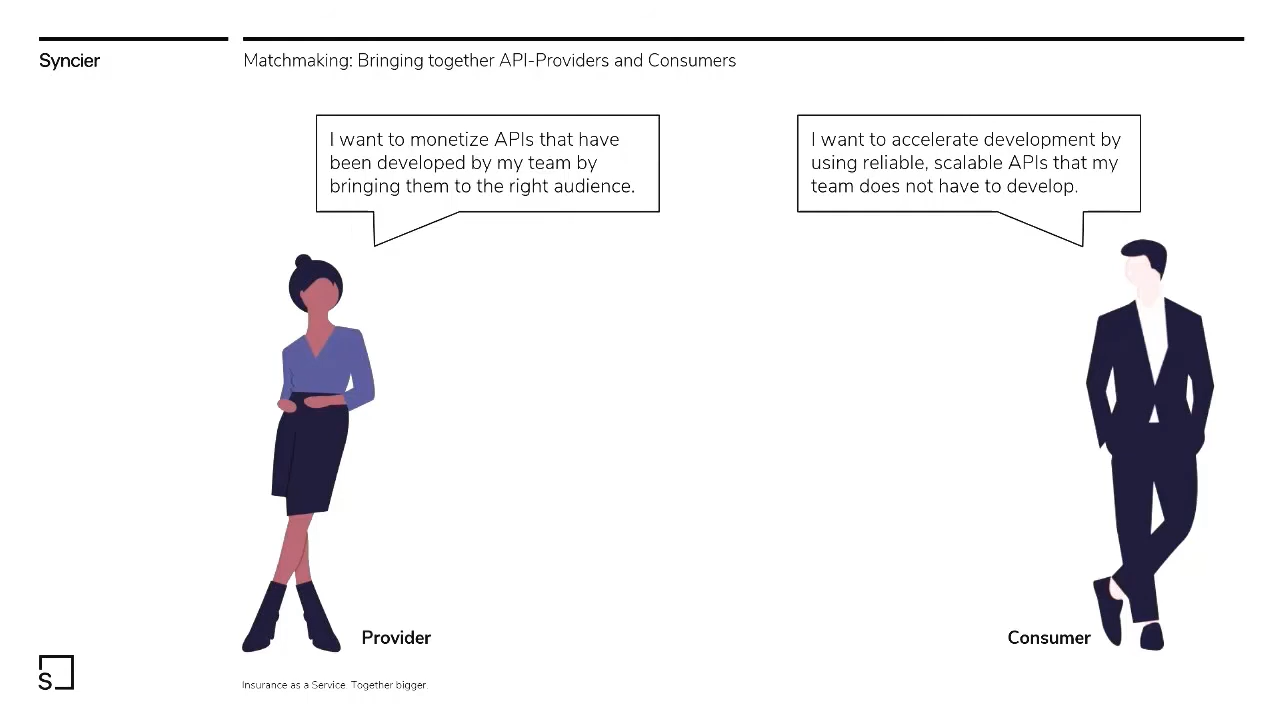 Syncier
Matchmaking: Bringing together API-Providers and Consumers
I want to monetize APIs that have
been developed by my team by
bringing them to the right audience.
I want to accelerate development by
using reliable, scalable APIs that my
team does not have to develop.
Provider
Consumer
S
Insurance as a Service. Together bigger.